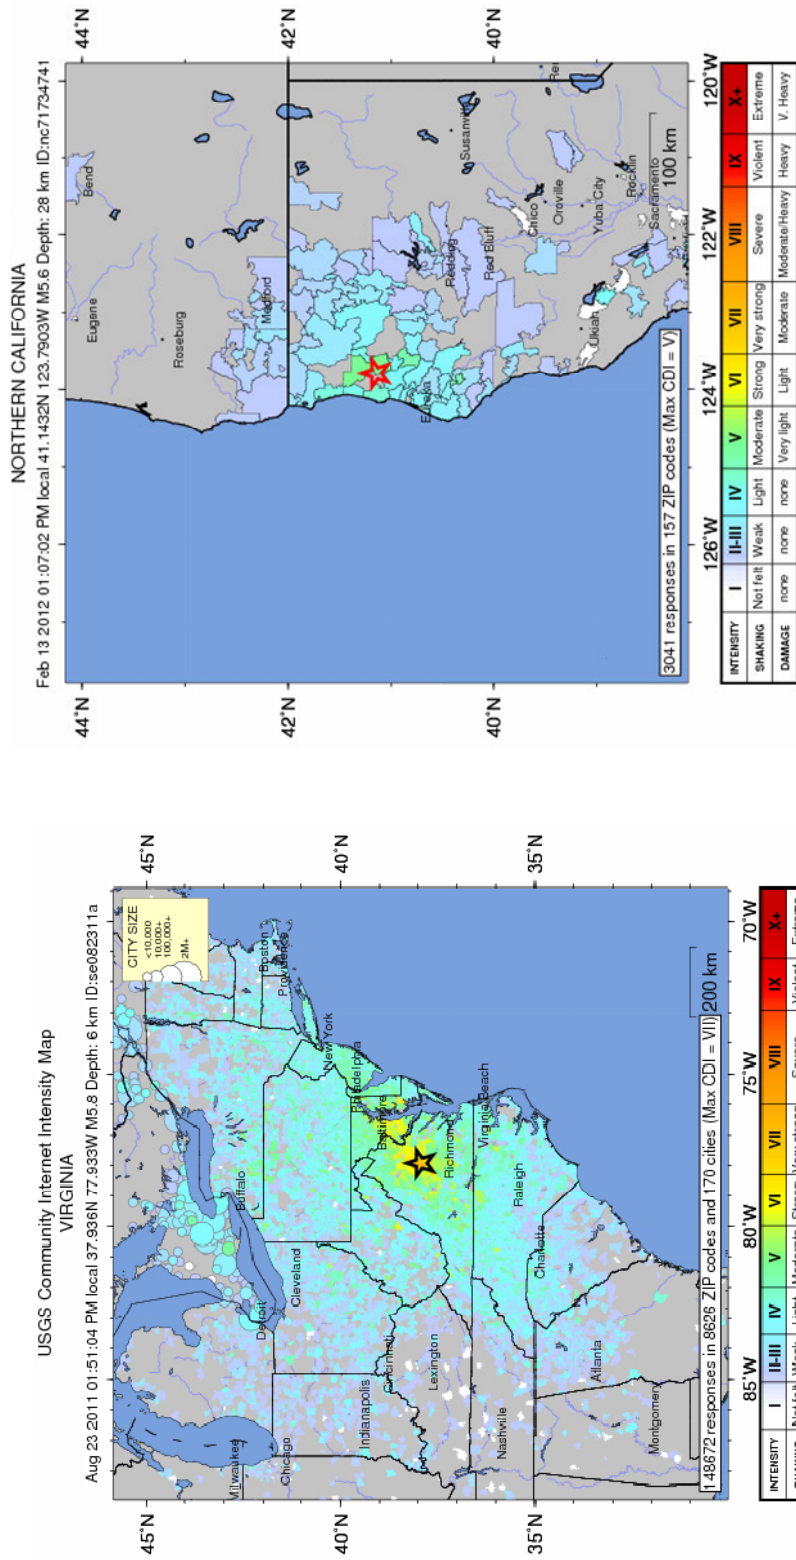 USGS Community Internet Intensity Map
VIRGINIA
Aug 23 2011 01:51:04 PM local 37.936N 77.933W M5.8 Depth: 6 km ID:se082311a
45°N
40°N
35°N
45°N
40°N
35°N
CITY SIZE
<10,000
10,000+
100,000+
2M+
Milwaukee
Chicago
Detroit
Buffalo
Boston
Providence
Cleveland
New York
Philadelphia
Indianapolis
Cincinnati
Baltimore
Lexington
Richmond
Virginia Beach
Nashville
Raleigh
Charlotte
Atlanta
Montgomery
148672 responses in 8626 ZIP codes and 170 cities (Max CDI = VII)
200 km
85°W 80°W 75°W 70°W
INTENSITY I II-III IV V VI VII VIII IX X+
NORTHERN CALIFORNIA
Feb 13 2012 01:07:02 PM local 41.1432N 123.7903W M5.6 Depth: 28 km ID:nc71734741
44°N
42°N
40°N
44°N
42°N
40°N
Eugene
Bend
Roseburg
Medford
Eureka
Redding
Susanville
Red Bluff
Chico
Oroville
Ukiah
Yuba City
Rocklin
Sacramento
3041 responses in 157 ZIP codes (Max CDI = V)
100 km
126°W 124°W 122°W 120°W
INTENSITY I II-III IV V VI VII VIII IX X+
SHAKING Not felt Weak Light Moderate Strong Very strong Severe Violent Extreme
DAMAGE none none none Very light Light Moderate Moderate/Heavy Heavy V. Heavy